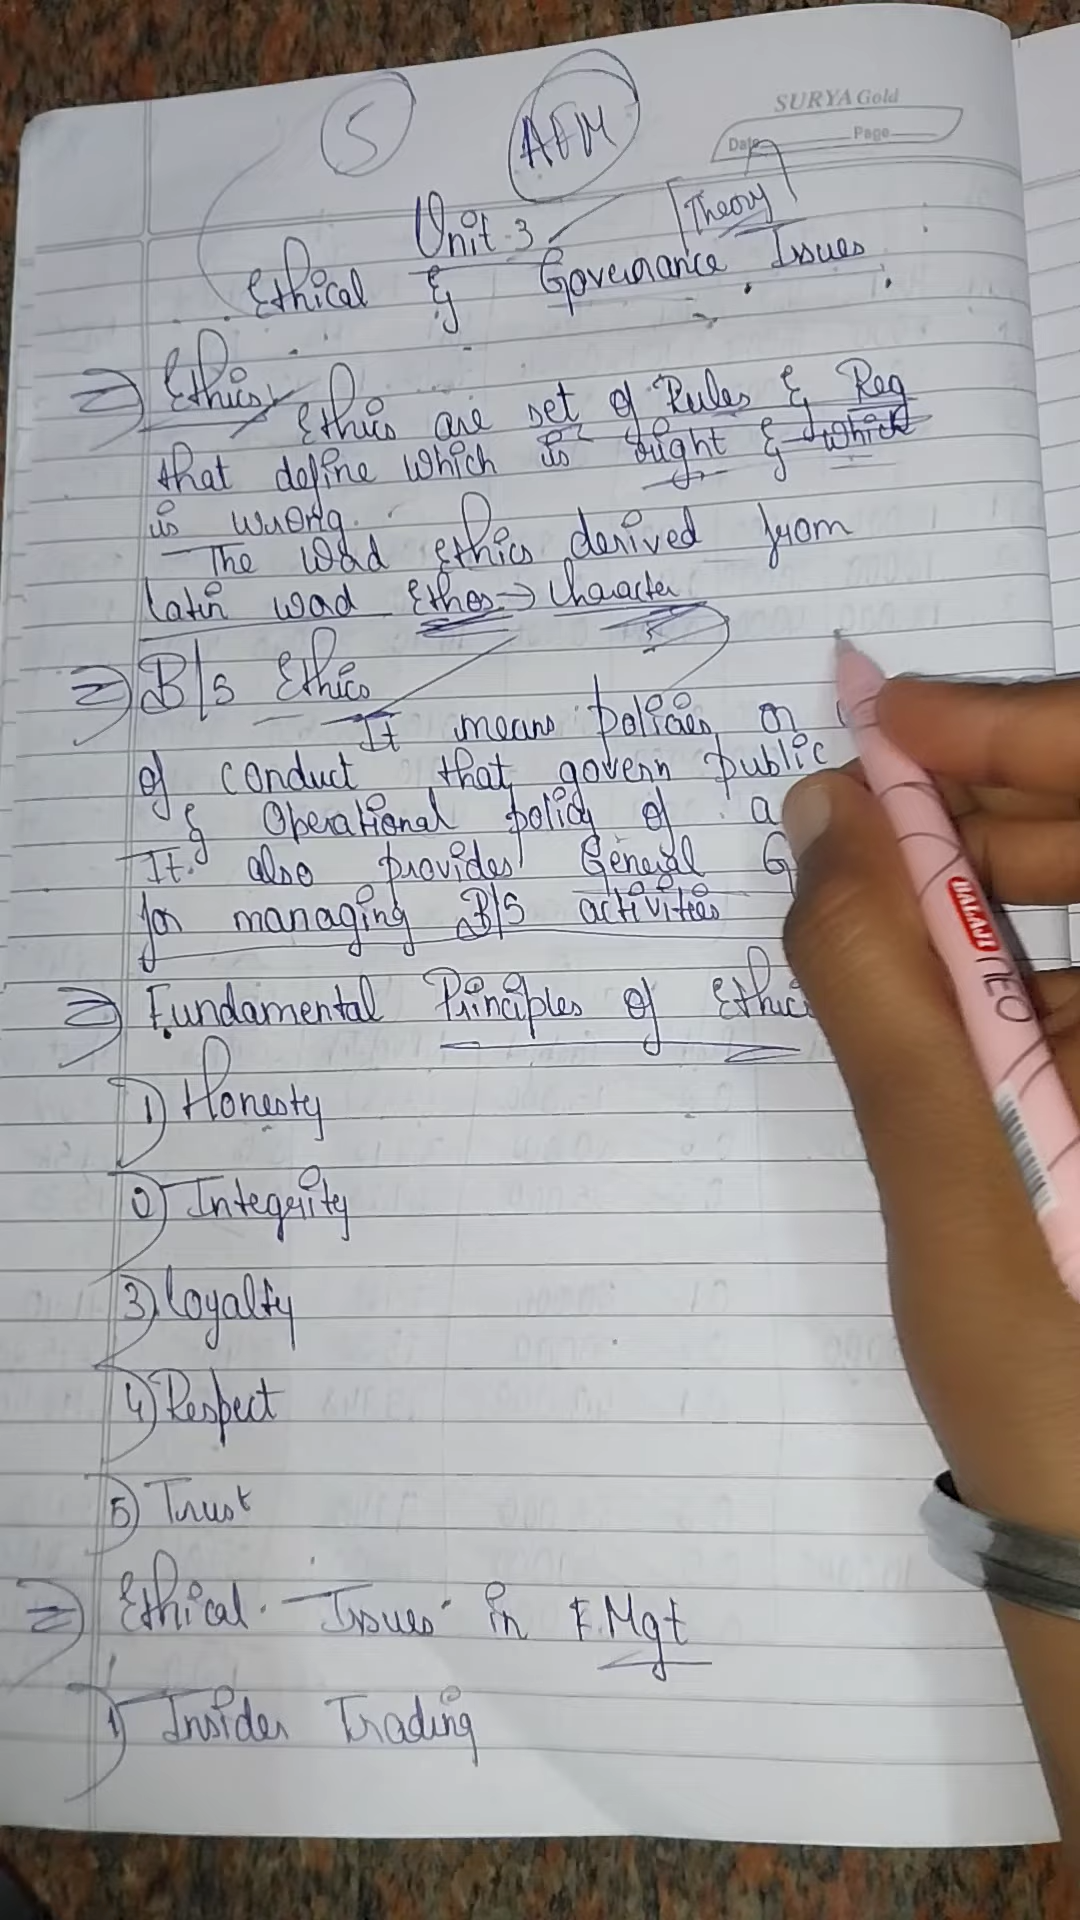 SURYA Gold
Date Page
5
AFM
Theory
Unit-3
Ethical & Governance Issues
Ethics
Ethics are set of Rules & Reg
that define which is right & which
is wrong.
The word ethics derived from
latin word Ethos → Character
B/s Ethics
It means policies or
of conduct that govern public
& Operational policy of a
It also provides General G
for managing B/S activities
Fundamental Principles of Ethic
1) Honesty
2) Integrity
3) Loyalty
4) Respect
5) Trust
Ethical Issues in F.Mgt
1) Insider Trading
BALAJI NEO